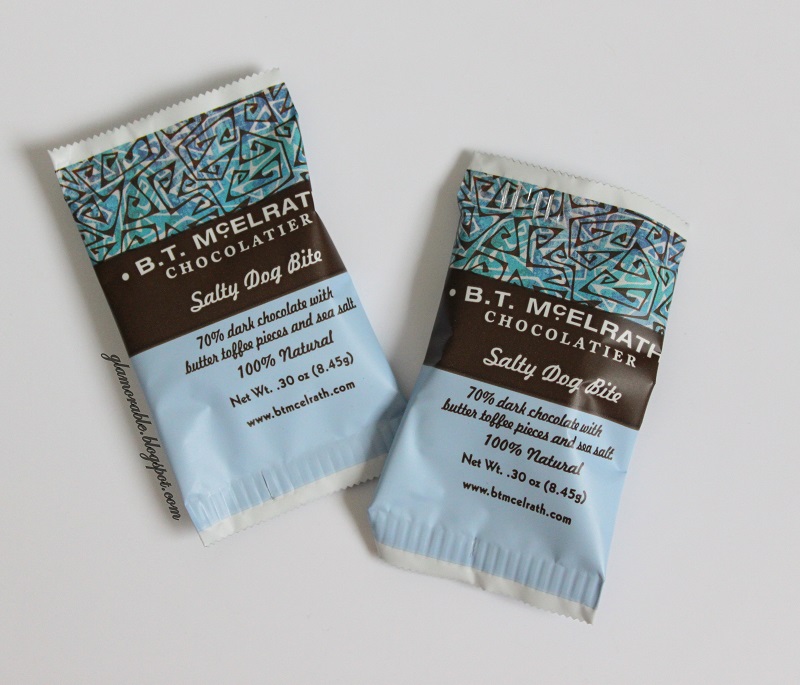 • B.T. McELRAT
CHOCOLATIER
Salty Dog Bite
70% dark chocolate with
butter toffee pieces and sea salt.
100% Natural
Net Wt. .30 oz (8.45g)
www.btmcelrath.com
• B.T. McELRATH
CHOCOLATIER
Salty Dog Bite
70% dark chocolate with
butter toffee pieces and sea salt.
100% Natural
Net Wt. .30 oz (8.45g)
www.btmcelrath.com
glamorable.blogspot.com